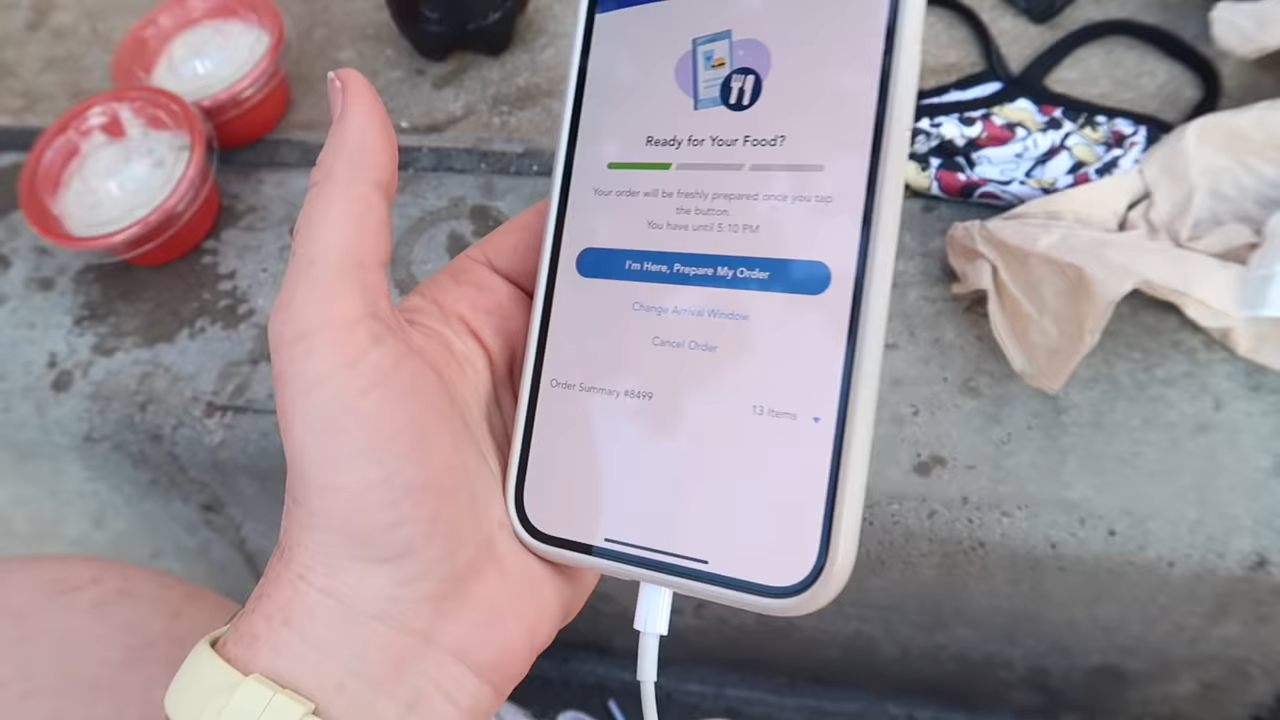 Ready for Your Food?
Your order will be freshly prepared once you tap
the button.
You have until 5:10 PM
I'm Here, Prepare My Order
Change Arrival Window
Cancel Order
Order Summary #8499
13 Items